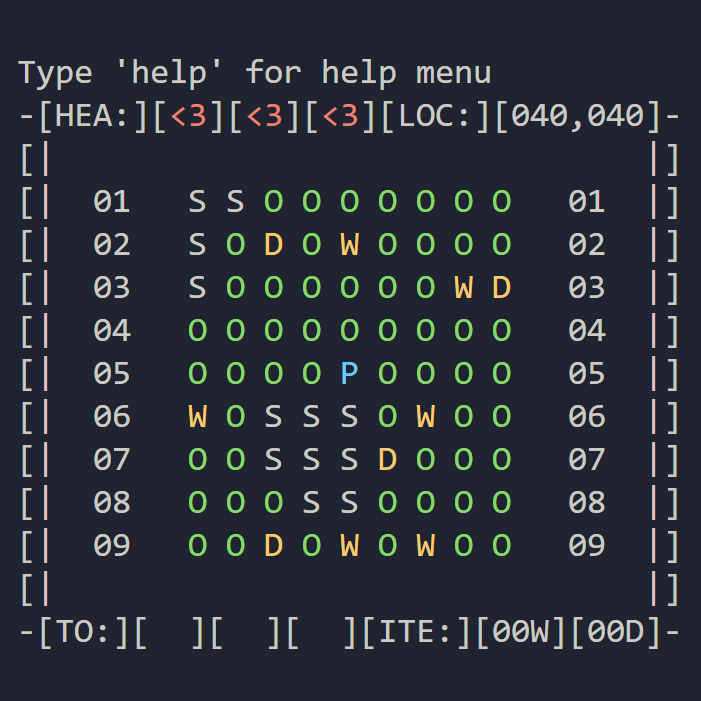 Type 'help' for help menu
-[HEA:][<3][<3][<3][LOC:][040,040]-
[|                                |]
[|  01   S S O O O O O O O   01  |]
[|  02   S O D O W O O O O   02  |]
[|  03   S O O O O O O W D   03  |]
[|  04   O O O O O O O O O   04  |]
[|  05   O O O O P O O O O   05  |]
[|  06   W O S S S O W O O   06  |]
[|  07   O O S S S D O O O   07  |]
[|  08   O O O S S O O O O   08  |]
[|  09   O O D O W O W O O   09  |]
[|                                |]
-[TO:][  ][  ][  ][ITE:][00W][00D]-